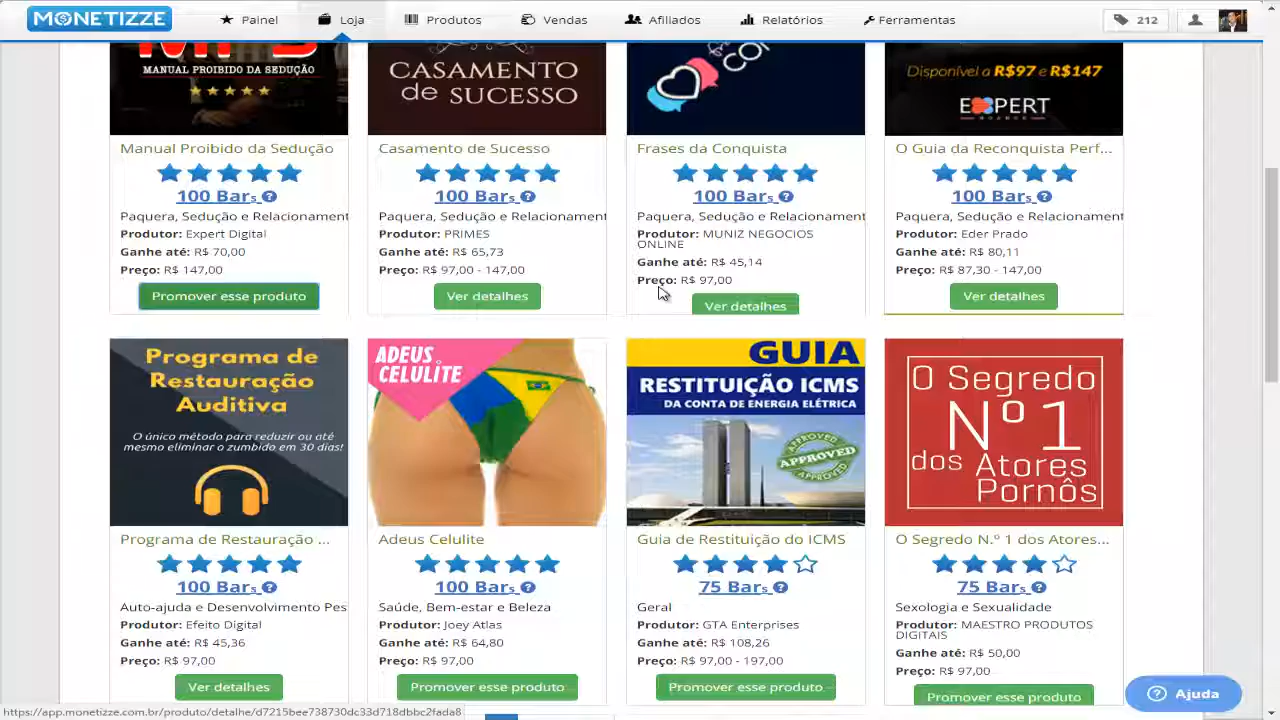 MONETIZZE
Painel
Loja
Produtos
Vendas
Afiliados
Relatórios
Ferramentas
212
MANUAL PROIBIDO DA SEDUÇÃO
CASAMENTO
de SUCESSO
Disponível a R$97 e R$147
EXPERT
Manual Proibido da Sedução
100 Bars
Paquera, Sedução e Relacionament
Produtor: Expert Digital
Ganhe até: R$ 70,00
Preço: R$ 147,00
Promover esse produto
Casamento de Sucesso
100 Bars
Paquera, Sedução e Relacionament
Produtor: PRIMES
Ganhe até: R$ 65,73
Preço: R$ 97,00 - 147,00
Ver detalhes
Frases da Conquista
100 Bars
Paquera, Sedução e Relacionament
Produtor: MUNIZ NEGOCIOS
ONLINE
Ganhe até: R$ 45,14
Preço: R$ 97,00
Ver detalhes
O Guia da Reconquista Perf...
100 Bars
Paquera, Sedução e Relacionament
Produtor: Eder Prado
Ganhe até: R$ 80,11
Preço: R$ 87,30 - 147,00
Ver detalhes
Programa de
Restauração
Auditiva
O único método para reduzir ou até
mesmo eliminar o zumbido em 30 dias!
Programa de Restauração ...
100 Bars
Auto-ajuda e Desenvolvimento Pes
Produtor: Efeito Digital
Ganhe até: R$ 45,36
Preço: R$ 97,00
Ver detalhes
ADEUS
CELULITE
Adeus Celulite
100 Bars
Saúde, Bem-estar e Beleza
Produtor: Joey Atlas
Ganhe até: R$ 64,80
Preço: R$ 97,00
Promover esse produto
GUIA
RESTITUIÇÃO ICMS
DA CONTA DE ENERGIA ELÉTRICA
APPROVED
APPROVED
APPROVED
Guia de Restituição do ICMS
75 Bars
Geral
Produtor: GTA Enterprises
Ganhe até: R$ 108,26
Preço: R$ 97,00 - 197,00
Promover esse produto
O Segredo
Nº 1
dos Atores
Pornôs
O Segredo N.º 1 dos Atores...
75 Bars
Sexologia e Sexualidade
Produtor: MAESTRO PRODUTOS
DIGITAIS
Ganhe até: R$ 50,00
Preço: R$ 97,00
Promover esse produto
Ajuda
https://app.monetizze.com.br/produto/detalhe/d7215bee738730dc33d718dbbc2fada8